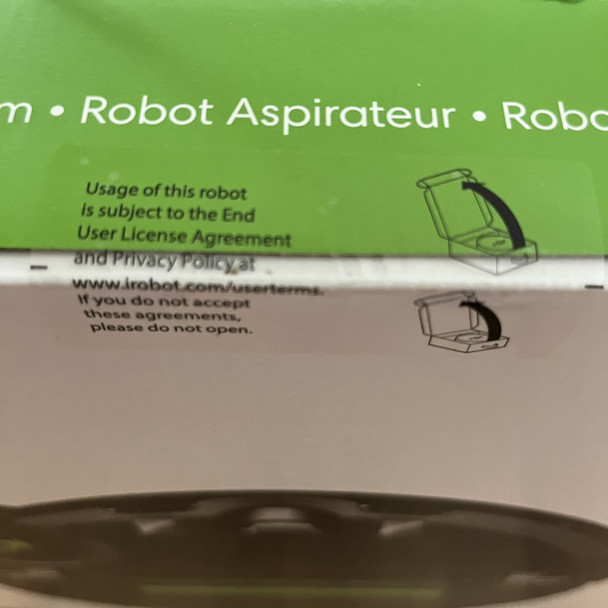 m • Robot Aspirateur • Robo
Usage of this robot
is subject to the End
User License Agreement
and Privacy Policy at
www.irobot.com/userterms.
If you do not accept
these agreements,
please do not open.